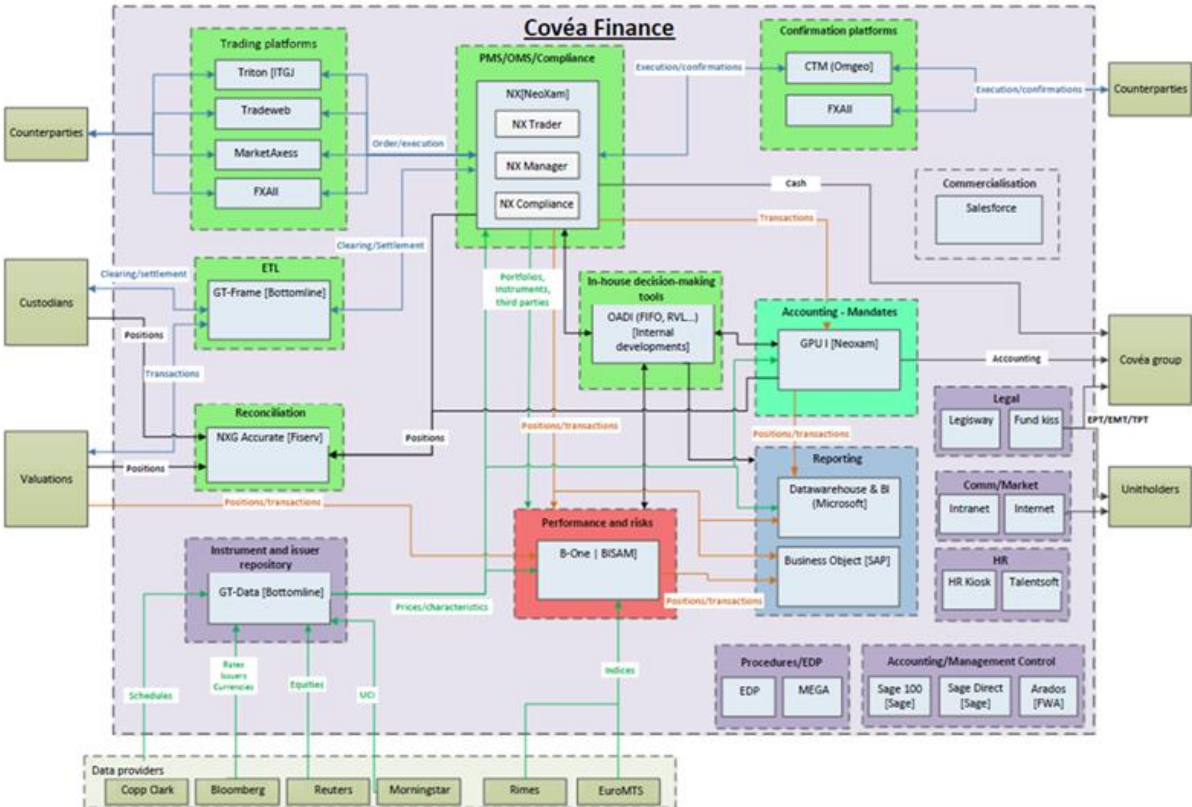 Covéa Finance
Trading platforms
Triton [ITGJ
Tradeweb
MarketAxess
FXAll
Counterparties
Order/execution
PMS/OMS/Compliance
NX[NeoXam]
NX Trader
NX Manager
NX Compliance
Execution/confirmations
Confirmation platforms
CTM (Omgeo]
FXAll
Execution/confirmations
Counterparties
Cash
Commercialisation
Salesforce
Transactions
Clearing/Settlement
ETL
GT-Frame [Bottomline]
Clearing/settlement
Custodians
Positions
Transactions
Portfolios,
instruments,
third parties
In-house decision-making
tools
OADI (FIFO, RVL...)
[Internal
developments]
Accounting - Mandates
GPU I [Neoxam]
Accounting
Covéa group
Legal
Legisway
Fund kiss
EPT/EMT/TPT
Reconciliation
NXG Accurate [Fiserv]
Positions
Positions
Valuations
Positions/transactions
Positions/transactions
Positions/transactions
Reporting
Datawarehouse & BI
(Microsoft]
Business Object [SAP]
Comm/Market
Intranet
Internet
Unitholders
Performance and risks
B-One | BISAM]
Positions/transactions
Instrument and issuer
repository
GT-Data [Bottomline]
Prices/characteristics
HR
HR Kiosk
Talentsoft
Schedules
Rates
Issuers
Currencies
Equities
UCI
Indices
Procedures/EDP
EDP
MEGA
Accounting/Management Control
Sage 100
[Sage]
Sage Direct
[Sage]
Arados
[FWA]
Data providers
Copp Clark
Bloomberg
Reuters
Morningstar
Rimes
EuroMTS